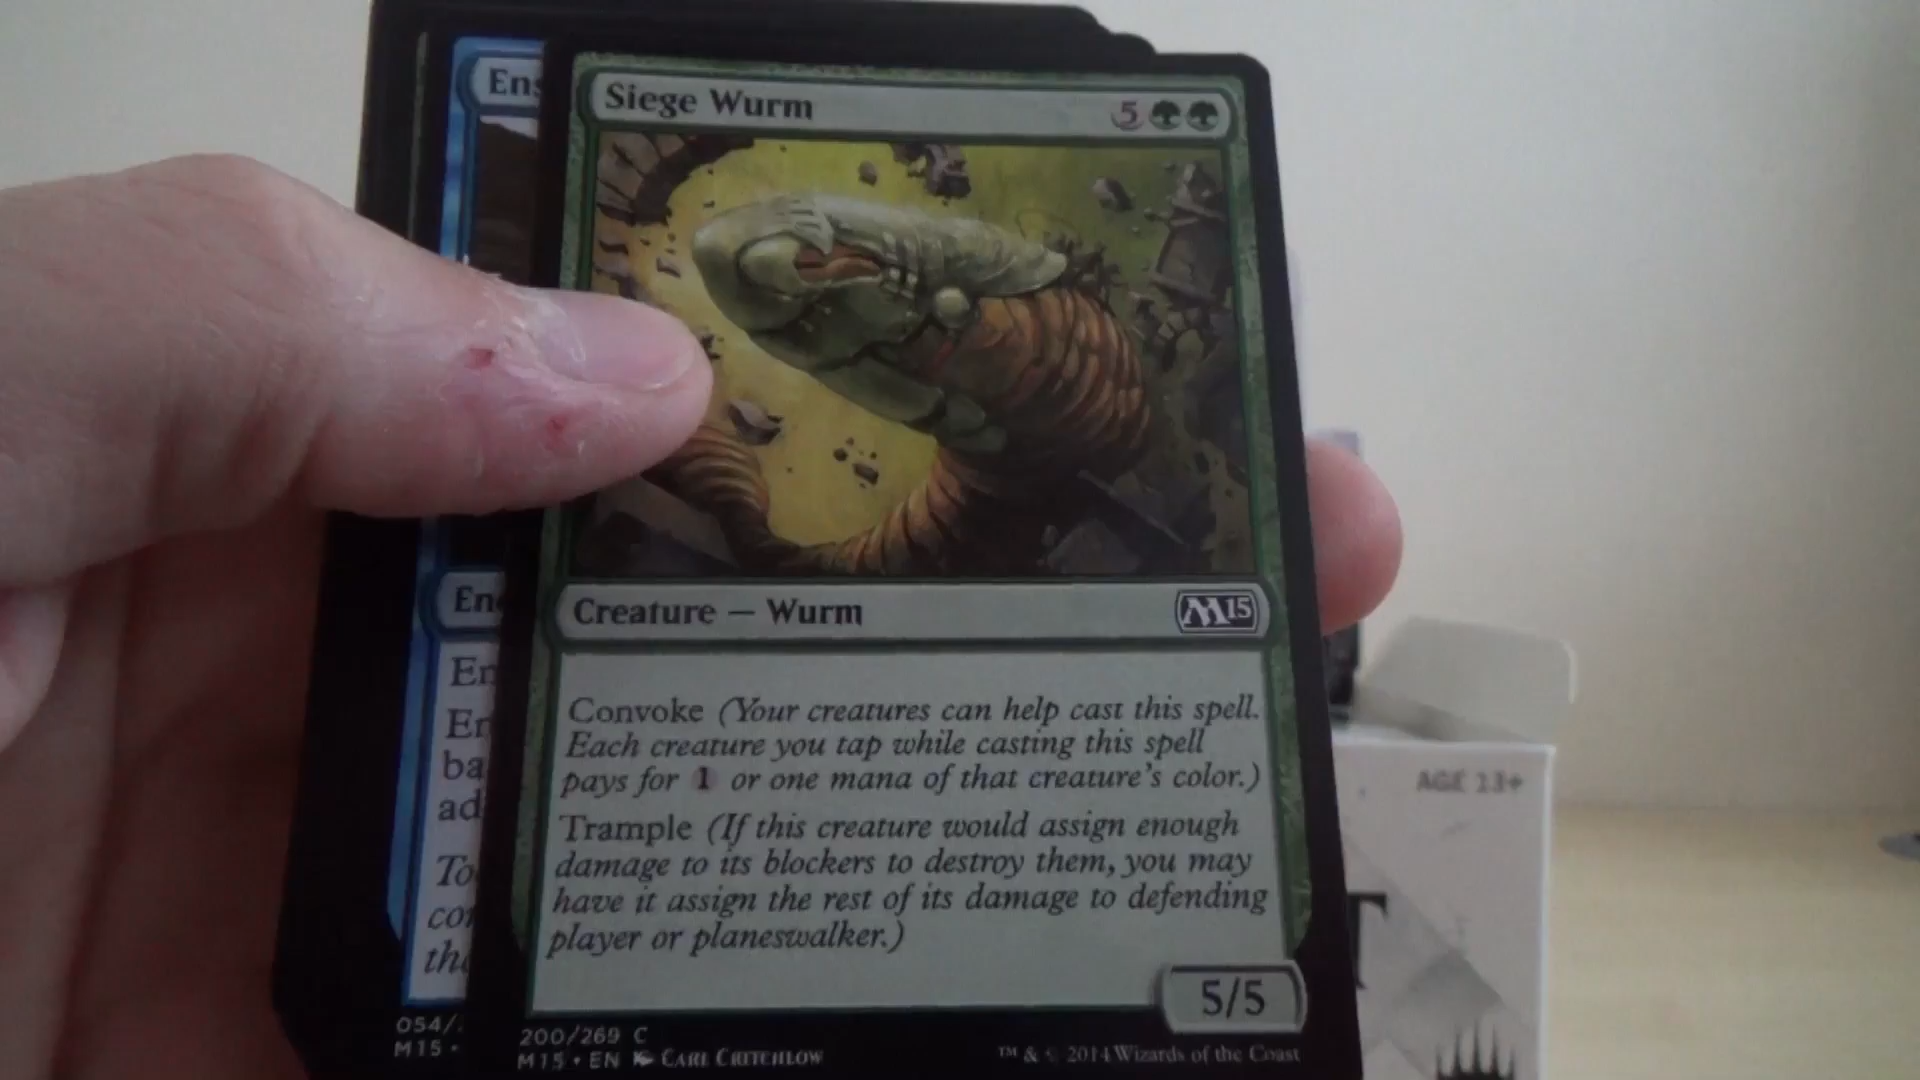 Ens
Siege Wurm
5
En
Creature — Wurm
M15
En
En
ba
ad
To
con
tha
Convoke (Your creatures can help cast this spell.
Each creature you tap while casting this spell
pays for 1 or one mana of that creature's color.)
Trample (If this creature would assign enough
damage to its blockers to destroy them, you may
have it assign the rest of its damage to defending
player or planeswalker.)
5/5
054/
M15 •
200/269 C
M15 • EN CARL CRITCHLOW
™ & © 2014 Wizards of the Coast
AGE 13+
T